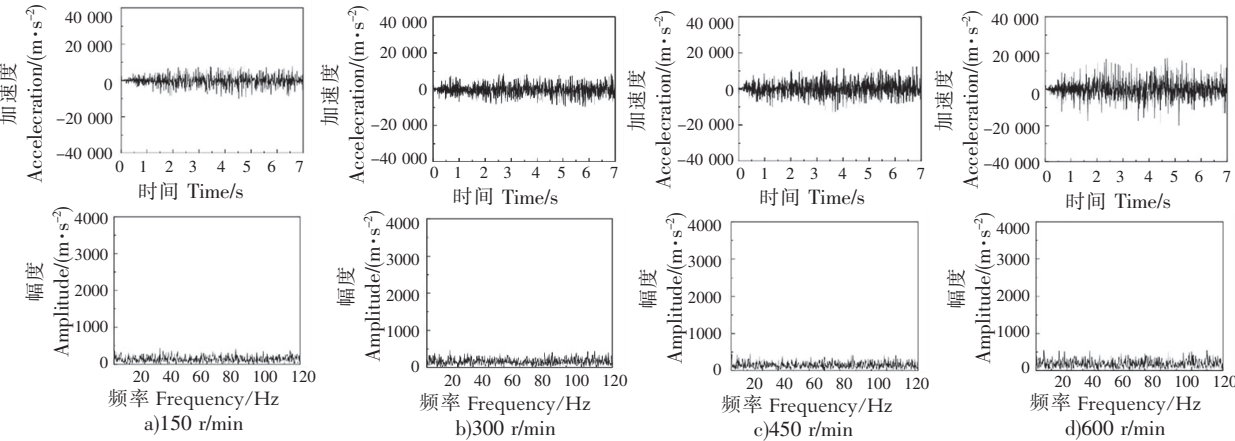 加速度
Accelecration/(m·s⁻²)
40 000
20 000
0
−20 000
−40 000
0 1 2 3 4 5 6 7
时间 Time/s
加速度
Accelecration/(m·s⁻²)
40 000
20 000
0
−20 000
−40 000
0 1 2 3 4 5 6 7
时间 Time/s
加速度
Accelecration/(m·s⁻²)
40 000
20 000
0
−20 000
−40 000
0 1 2 3 4 5 6 7
时间 Time/s
加速度
Accelecration/(m·s⁻²)
40 000
20 000
0
−20 000
−40 000
0 1 2 3 4 5 6 7
时间 Time/s
幅度
Amplitude/(m·s⁻²)
4000
3000
2000
1000
0
20 40 60 80 100 120
频率 Frequency/Hz
a)150 r/min
幅度
Amplitude/(m·s⁻²)
4000
3000
2000
1000
0
20 40 60 80 100 120
频率 Frequency/Hz
b)300 r/min
幅度
Amplitude/(m·s⁻²)
4000
3000
2000
1000
0
20 40 60 80 100 120
频率 Frequency/Hz
c)450 r/min
幅度
Amplitude/(m·s⁻²)
4000
3000
2000
1000
0
20 40 60 80 100 120
频率 Frequency/Hz
d)600 r/min